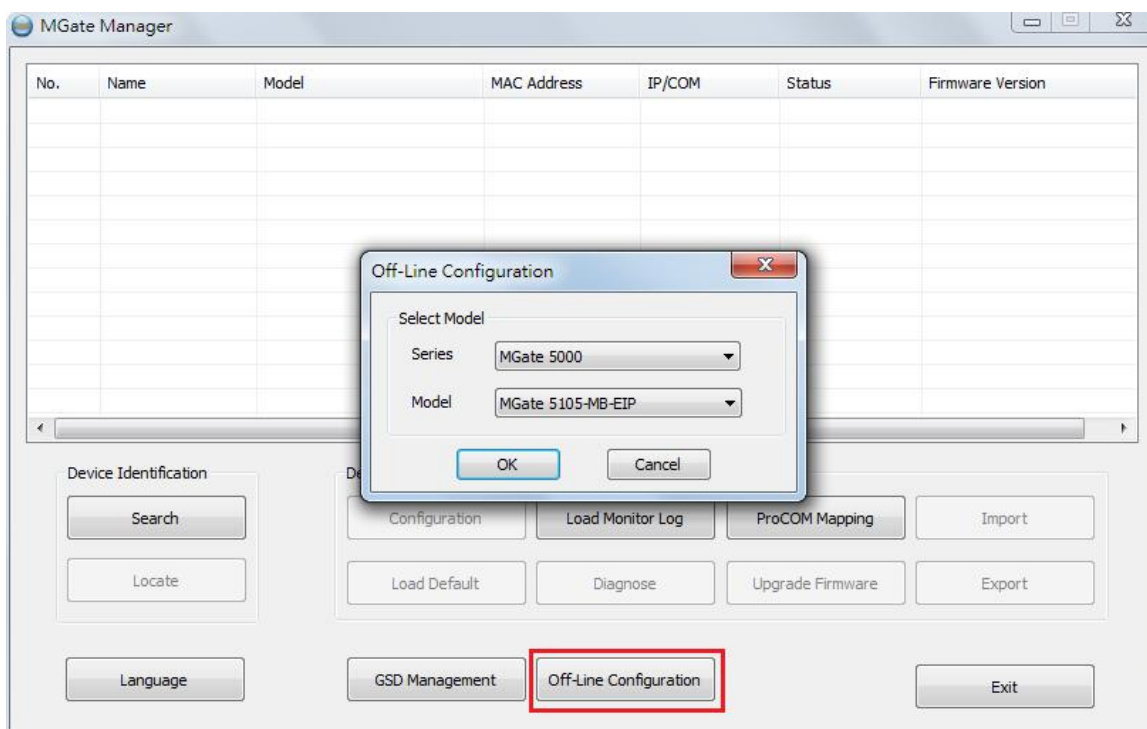 MGate Manager
No. Name Model MAC Address IP/COM Status Firmware Version
Off-Line Configuration
Select Model
Series MGate 5000
Model MGate 5105-MB-EIP
OK Cancel
Device Identification De
Search Configuration Load Monitor Log ProCOM Mapping Import
Locate Load Default Diagnose Upgrade Firmware Export
Language GSD Management Off-Line Configuration Exit